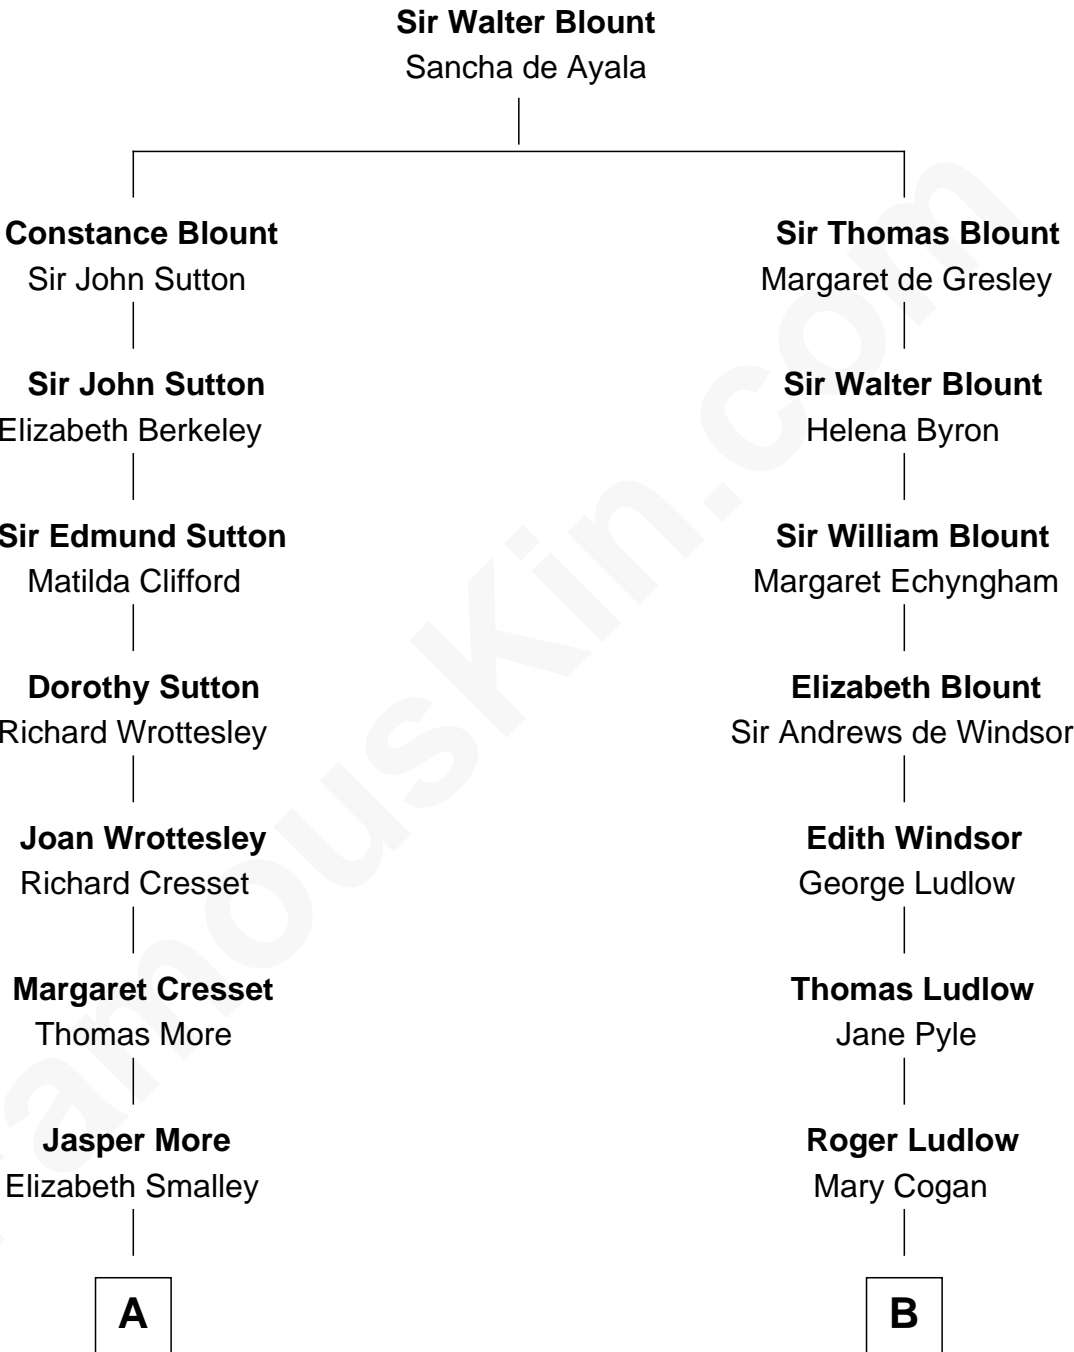 Sir Walter Blount
Sancha de Ayala
Constance Blount
Sir John Sutton
Sir Thomas Blount
Margaret de Gresley
Sir John Sutton
Elizabeth Berkeley
Sir Walter Blount
Helena Byron
Sir Edmund Sutton
Matilda Clifford
Sir William Blount
Margaret Echyngham
Dorothy Sutton
Richard Wrottesley
Elizabeth Blount
Sir Andrews de Windsor
Joan Wrottesley
Richard Cresset
Edith Windsor
George Ludlow
Margaret Cresset
Thomas More
Thomas Ludlow
Jane Pyle
Jasper More
Elizabeth Smalley
Roger Ludlow
Mary Cogan
A
B
famouskin.com